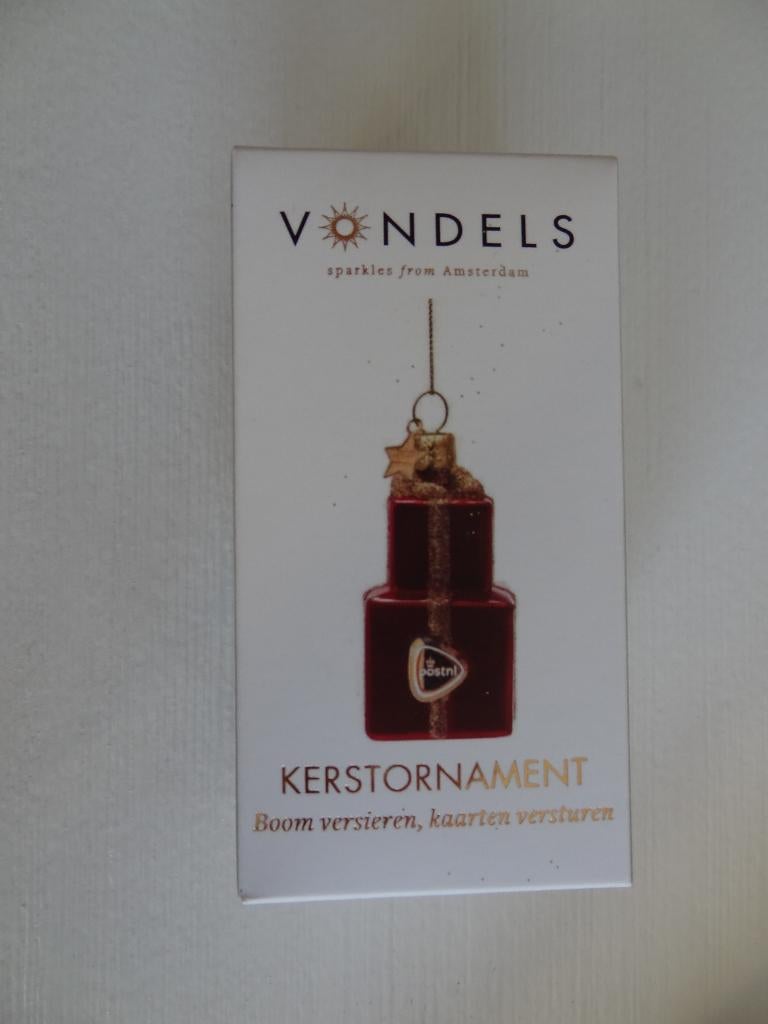 VONDELS
sparkles from Amsterdam
postnl
KERSTORNAMENT
Boom versieren, kaarten versturen